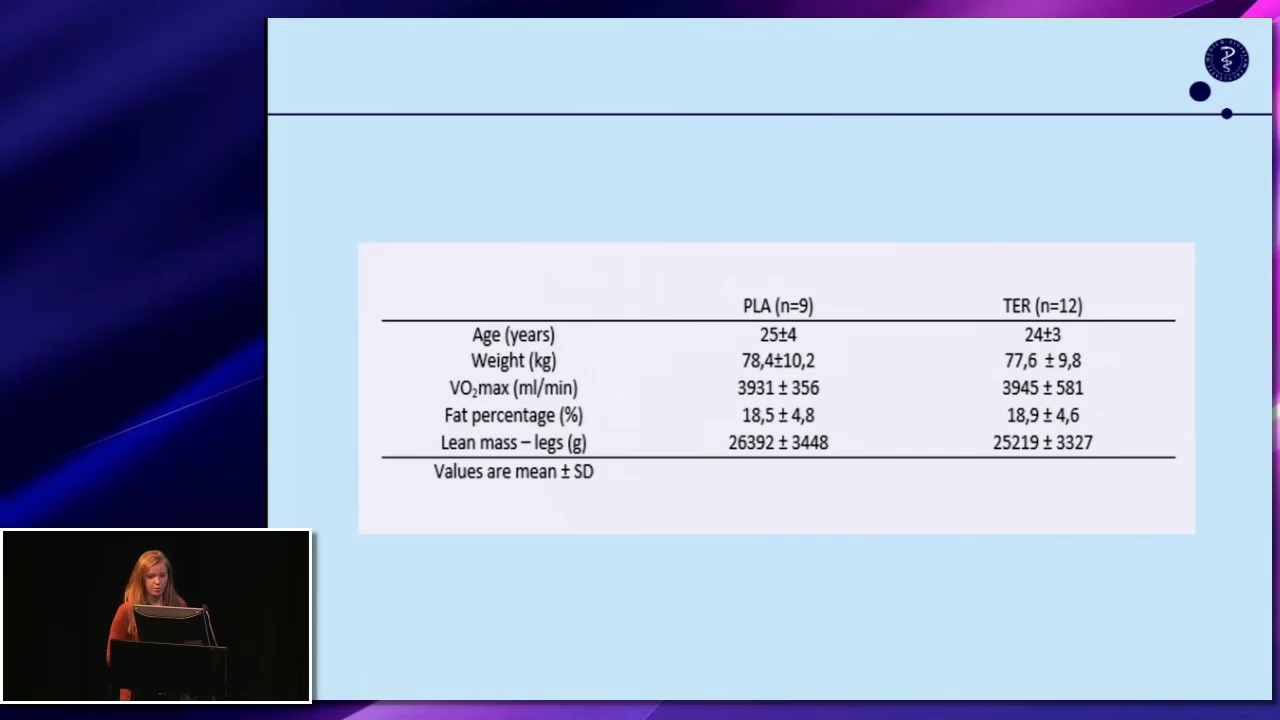 PLA (n=9) TER (n=12)
Age (years) 25±4 24±3
Weight (kg) 78,4±10,2 77,6 ± 9,8
VO₂max (ml/min) 3931 ± 356 3945 ± 581
Fat percentage (%) 18,5 ± 4,8 18,9 ± 4,6
Lean mass – legs (g) 26392 ± 3448 25219 ± 3327
Values are mean ± SD